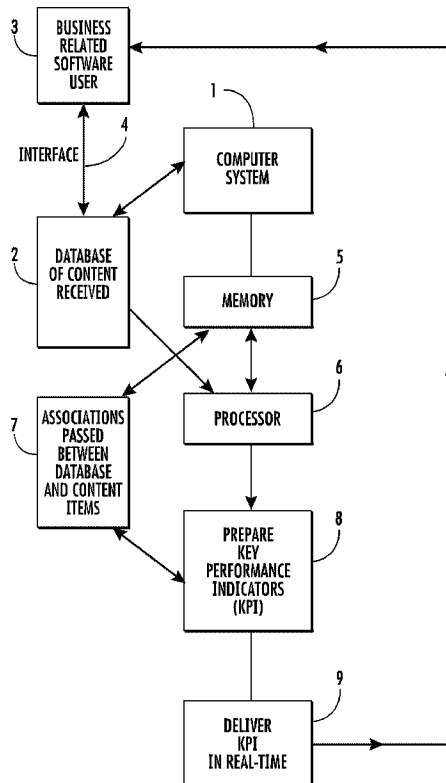 3
BUSINESS
RELATED
SOFTWARE
USER
1
4
INTERFACE
COMPUTER
SYSTEM
2
DATABASE
OF CONTENT
RECEIVED
5
MEMORY
6
PROCESSOR
7
ASSOCIATIONS
PASSED
BETWEEN
DATABASE
AND CONTENT
ITEMS
8
PREPARE
KEY
PERFORMANCE
INDICATORS
(KPI)
9
DELIVER
KPI
IN REAL-TIME